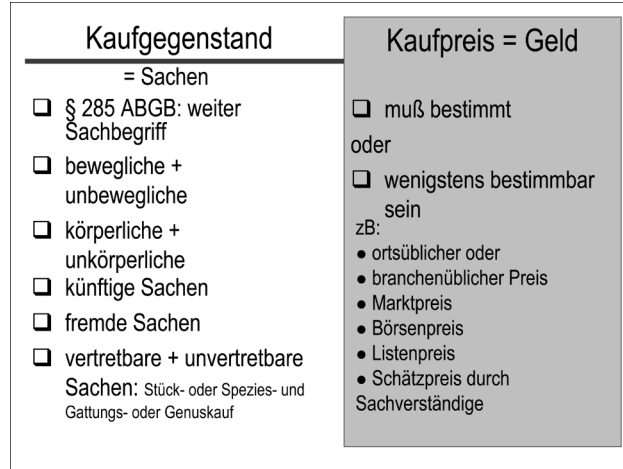 Kaufgegenstand
= Sachen
❑ § 285 ABGB: weiter
Sachbegriff
❑ bewegliche +
unbewegliche
❑ körperliche +
unkörperliche
❑ künftige Sachen
❑ fremde Sachen
❑ vertretbare + unvertretbare
Sachen: Stück- oder Spezies- und
Gattungs- oder Genuskauf
Kaufpreis = Geld
❑ muß bestimmt
oder
❑ wenigstens bestimmbar
sein
zB:
● ortsüblicher oder
● branchenüblicher Preis
● Marktpreis
● Börsenpreis
● Listenpreis
● Schätzpreis durch
Sachverständige